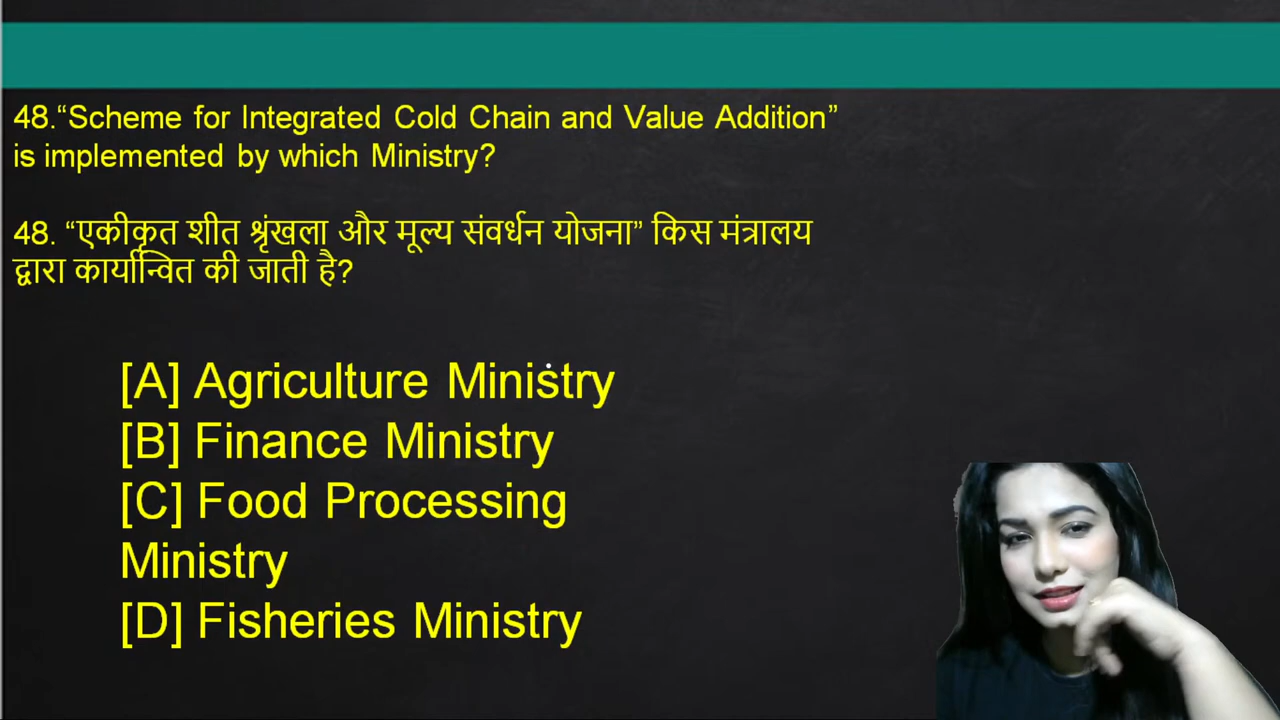 48.“Scheme for Integrated Cold Chain and Value Addition”
is implemented by which Ministry?
48. “एकीकृत शीत श्रृंखला और मूल्य संवर्धन योजना” किस मंत्रालय
द्वारा कार्यान्वित की जाती है?
[A] Agriculture Ministry
[B] Finance Ministry
[C] Food Processing
Ministry
[D] Fisheries Ministry